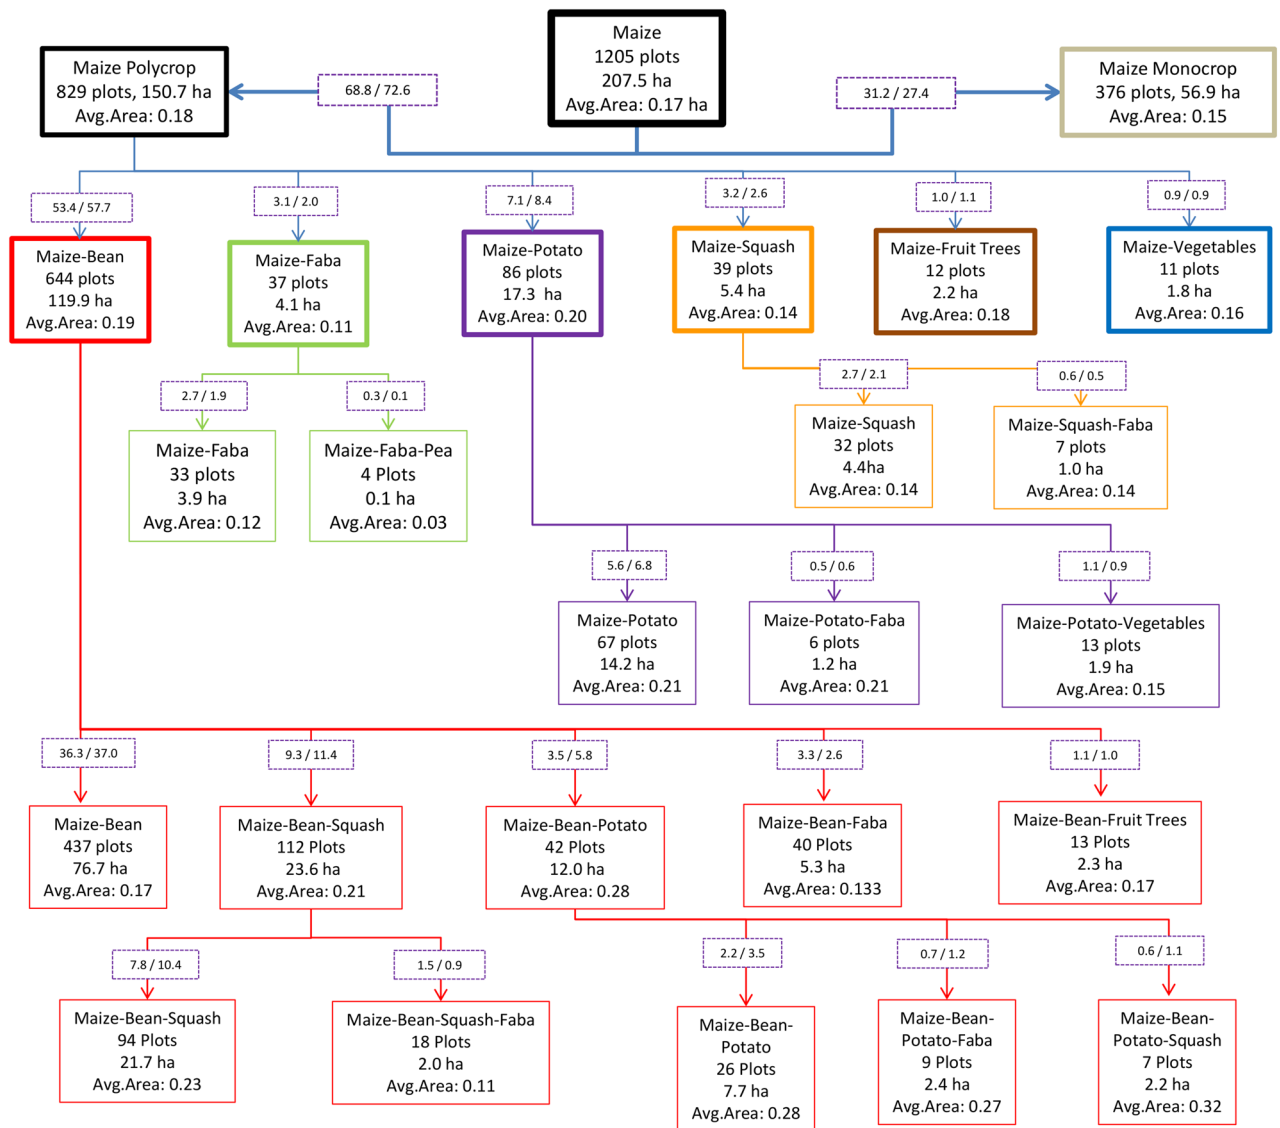 Maize
1205 plots
207.5 ha
Avg.Area: 0.17 ha
Maize Polycrop
829 plots, 150.7 ha
Avg.Area: 0.18
68.8 / 72.6
31.2 / 27.4
Maize Monocrop
376 plots, 56.9 ha
Avg.Area: 0.15
53.4 / 57.7
3.1 / 2.0
7.1 / 8.4
3.2 / 2.6
1.0 / 1.1
0.9 / 0.9
Maize-Bean
644 plots
119.9 ha
Avg.Area: 0.19
Maize-Faba
37 plots
4.1 ha
Avg.Area: 0.11
Maize-Potato
86 plots
17.3 ha
Avg.Area: 0.20
Maize-Squash
39 plots
5.4 ha
Avg.Area: 0.14
Maize-Fruit Trees
12 plots
2.2 ha
Avg.Area: 0.18
Maize-Vegetables
11 plots
1.8 ha
Avg.Area: 0.16
2.7 / 1.9
0.3 / 0.1
2.7 / 2.1
0.6 / 0.5
Maize-Faba
33 plots
3.9 ha
Avg.Area: 0.12
Maize-Faba-Pea
4 Plots
0.1 ha
Avg.Area: 0.03
Maize-Squash
32 plots
4.4ha
Avg.Area: 0.14
Maize-Squash-Faba
7 plots
1.0 ha
Avg.Area: 0.14
5.6 / 6.8
0.5 / 0.6
1.1 / 0.9
Maize-Potato
67 plots
14.2 ha
Avg.Area: 0.21
Maize-Potato-Faba
6 plots
1.2 ha
Avg.Area: 0.21
Maize-Potato-Vegetables
13 plots
1.9 ha
Avg.Area: 0.15
36.3 / 37.0
9.3 / 11.4
3.5 / 5.8
3.3 / 2.6
1.1 / 1.0
Maize-Bean
437 plots
76.7 ha
Avg.Area: 0.17
Maize-Bean-Squash
112 Plots
23.6 ha
Avg.Area: 0.21
Maize-Bean-Potato
42 Plots
12.0 ha
Avg.Area: 0.28
Maize-Bean-Faba
40 Plots
5.3 ha
Avg.Area: 0.133
Maize-Bean-Fruit Trees
13 Plots
2.3 ha
Avg.Area: 0.17
7.8 / 10.4
1.5 / 0.9
2.2 / 3.5
0.7 / 1.2
0.6 / 1.1
Maize-Bean-Squash
94 Plots
21.7 ha
Avg.Area: 0.23
Maize-Bean-Squash-Faba
18 Plots
2.0 ha
Avg.Area: 0.11
Maize-Bean-
Potato
26 Plots
7.7 ha
Avg.Area: 0.28
Maize-Bean-
Potato-Faba
9 Plots
2.4 ha
Avg.Area: 0.27
Maize-Bean-
Potato-Squash
7 Plots
2.2 ha
Avg.Area: 0.32